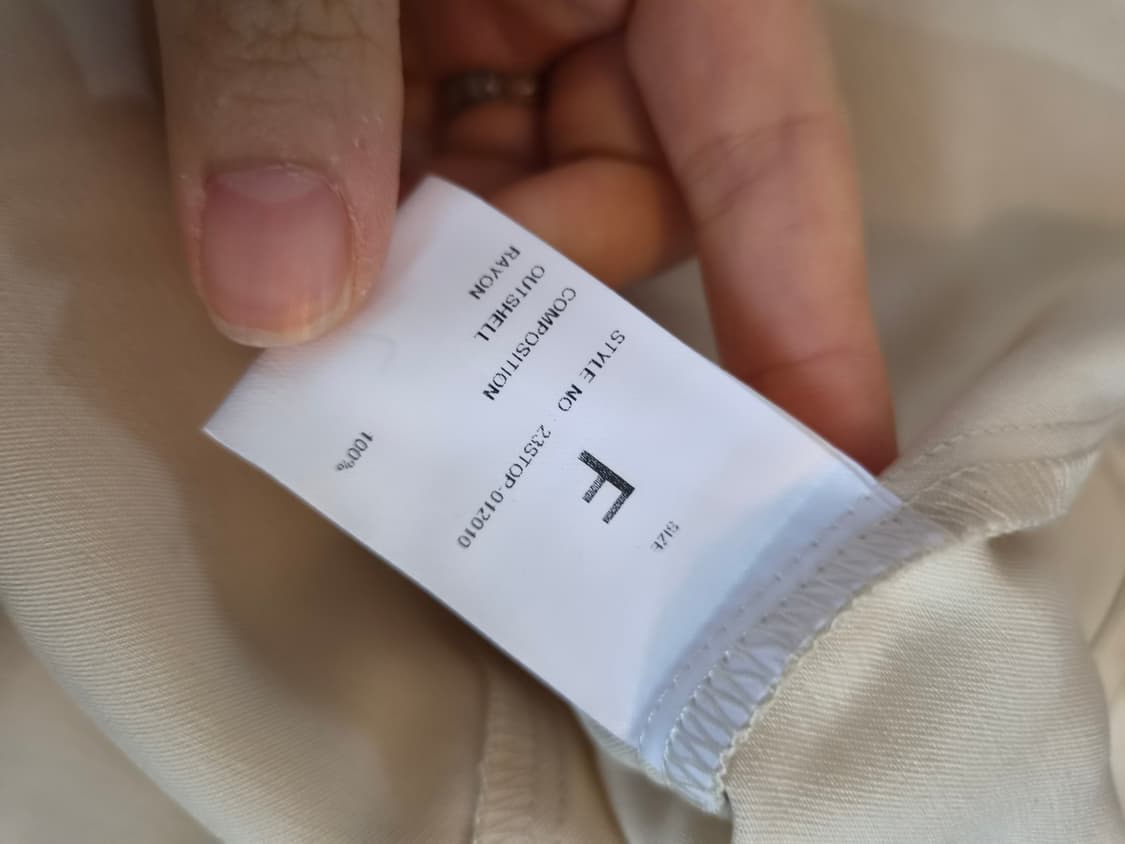 SIZE
F
STYLE NO : 23STOP-012010
COMPOSITION
OUTSHELL
RAYON 100%